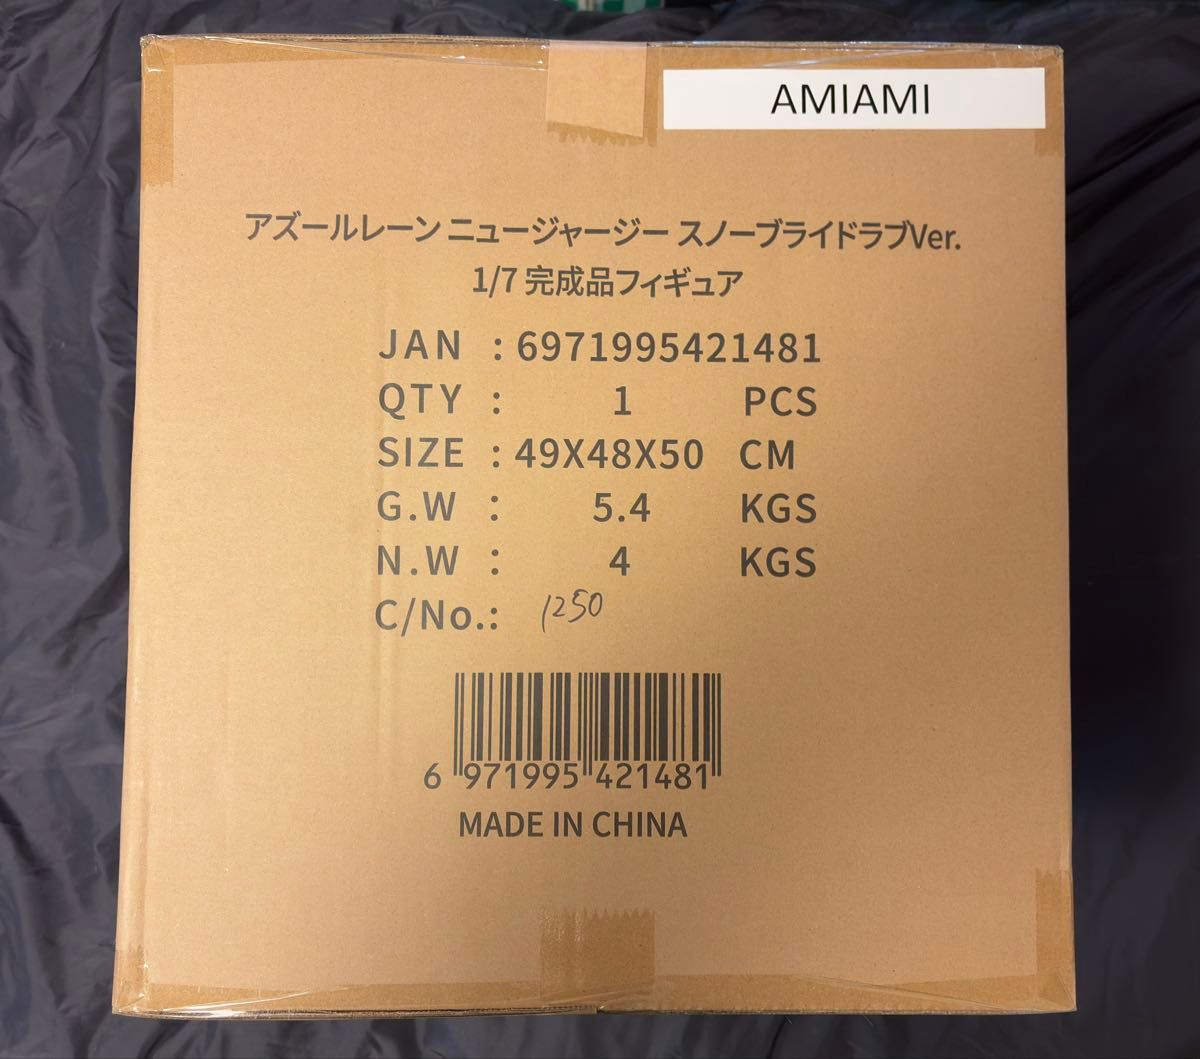 AMIAMI
アズールレーン ニュージャージー スノーブライドラブVer.
1/7 完成品フィギュア
JAN : 6971995421481
QTY : 1 PCS
SIZE : 49X48X50 CM
G.W : 5.4 KGS
N.W : 4 KGS
C/No.: 1250
6 971995 421481
MADE IN CHINA